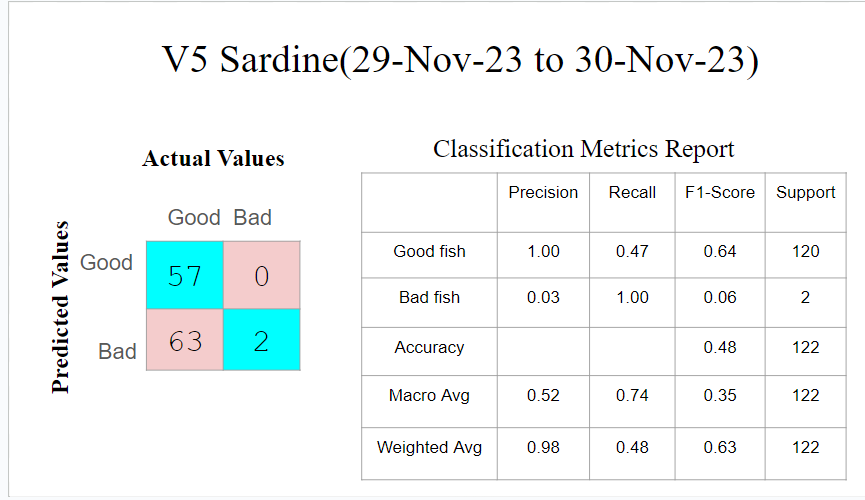 V5 Sardine(29-Nov-23 to 30-Nov-23)
Actual Values
Good Bad
Predicted Values
Good 57 0
Bad 63 2
Classification Metrics Report
Precision Recall F1-Score Support
Good fish 1.00 0.47 0.64 120
Bad fish 0.03 1.00 0.06 2
Accuracy 0.48 122
Macro Avg 0.52 0.74 0.35 122
Weighted Avg 0.98 0.48 0.63 122